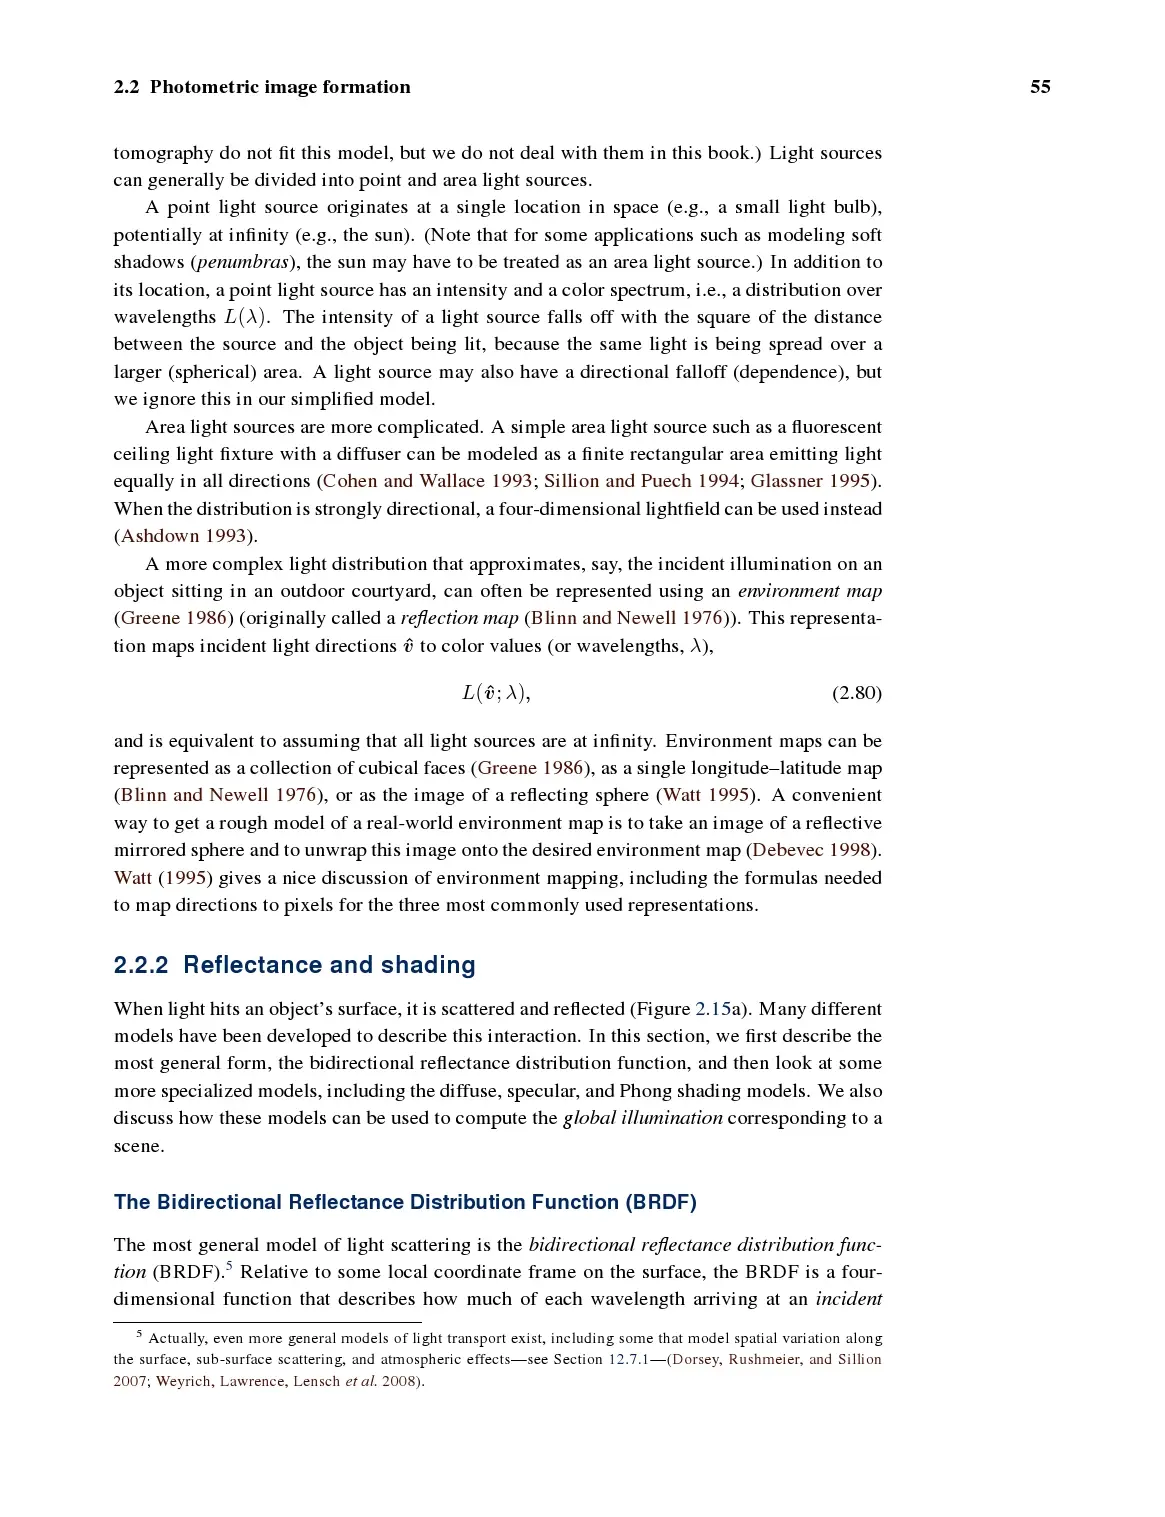 2.2 Photometric image formation 55
tomography do not fit this model, but we do not deal with them in this book.) Light sources
can generally be divided into point and area light sources.
A point light source originates at a single location in space (e.g., a small light bulb),
potentially at infinity (e.g., the sun). (Note that for some applications such as modeling soft
shadows (penumbras), the sun may have to be treated as an area light source.) In addition to
its location, a point light source has an intensity and a color spectrum, i.e., a distribution over
wavelengths L(λ). The intensity of a light source falls off with the square of the distance
between the source and the object being lit, because the same light is being spread over a
larger (spherical) area. A light source may also have a directional falloff (dependence), but
we ignore this in our simplified model.
Area light sources are more complicated. A simple area light source such as a fluorescent
ceiling light fixture with a diffuser can be modeled as a finite rectangular area emitting light
equally in all directions (Cohen and Wallace 1993; Sillion and Puech 1994; Glassner 1995).
When the distribution is strongly directional, a four-dimensional lightfield can be used instead
(Ashdown 1993).
A more complex light distribution that approximates, say, the incident illumination on an
object sitting in an outdoor courtyard, can often be represented using an environment map
(Greene 1986) (originally called a reflection map (Blinn and Newell 1976)). This representa-
tion maps incident light directions v̂ to color values (or wavelengths, λ),
L(v̂; λ), (2.80)
and is equivalent to assuming that all light sources are at infinity. Environment maps can be
represented as a collection of cubical faces (Greene 1986), as a single longitude–latitude map
(Blinn and Newell 1976), or as the image of a reflecting sphere (Watt 1995). A convenient
way to get a rough model of a real-world environment map is to take an image of a reflective
mirrored sphere and to unwrap this image onto the desired environment map (Debevec 1998).
Watt (1995) gives a nice discussion of environment mapping, including the formulas needed
to map directions to pixels for the three most commonly used representations.
2.2.2 Reflectance and shading
When light hits an object’s surface, it is scattered and reflected (Figure 2.15a). Many different
models have been developed to describe this interaction. In this section, we first describe the
most general form, the bidirectional reflectance distribution function, and then look at some
more specialized models, including the diffuse, specular, and Phong shading models. We also
discuss how these models can be used to compute the global illumination corresponding to a
scene.
The Bidirectional Reflectance Distribution Function (BRDF)
The most general model of light scattering is the bidirectional reflectance distribution func-
tion (BRDF).⁵ Relative to some local coordinate frame on the surface, the BRDF is a four-
dimensional function that describes how much of each wavelength arriving at an incident
⁵ Actually, even more general models of light transport exist, including some that model spatial variation along
the surface, sub-surface scattering, and atmospheric effects—see Section 12.7.1—(Dorsey, Rushmeier, and Sillion
2007; Weyrich, Lawrence, Lensch et al. 2008).